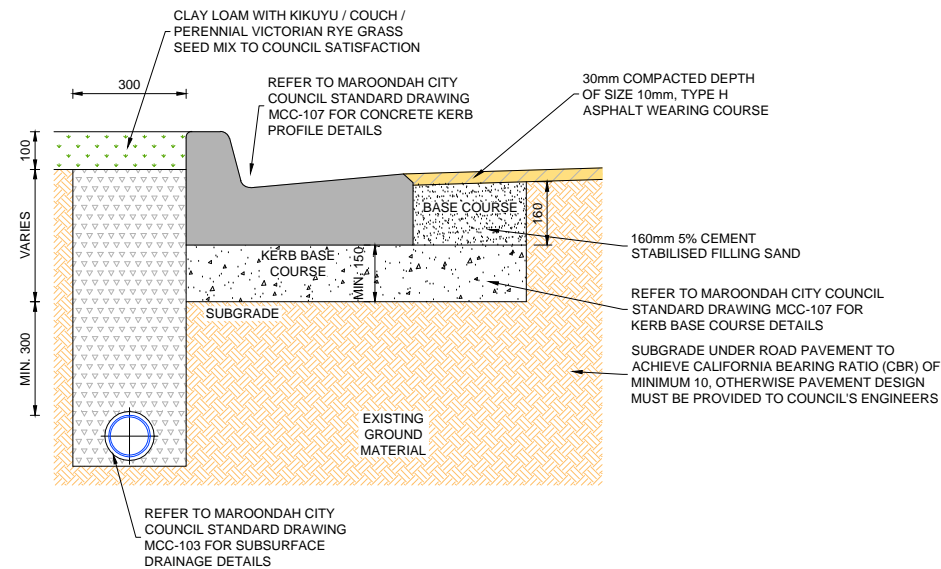 CLAY LOAM WITH KIKUYU / COUCH /
PERENNIAL VICTORIAN RYE GRASS
SEED MIX TO COUNCIL SATISFACTION
300
REFER TO MAROONDAH CITY
COUNCIL STANDARD DRAWING
MCC-107 FOR CONCRETE KERB
PROFILE DETAILS
30mm COMPACTED DEPTH
OF SIZE 10mm, TYPE H
ASPHALT WEARING COURSE
100
VARIES
MIN. 300
BASE COURSE
160
KERB BASE
COURSE
MIN. 150
SUBGRADE
160mm 5% CEMENT
STABILISED FILLING SAND
REFER TO MAROONDAH CITY COUNCIL
STANDARD DRAWING MCC-107 FOR
KERB BASE COURSE DETAILS
SUBGRADE UNDER ROAD PAVEMENT TO
ACHIEVE CALIFORNIA BEARING RATIO (CBR) OF
MINIMUM 10, OTHERWISE PAVEMENT DESIGN
MUST BE PROVIDED TO COUNCIL'S ENGINEERS
EXISTING
GROUND
MATERIAL
REFER TO MAROONDAH CITY
COUNCIL STANDARD DRAWING
MCC-103 FOR SUBSURFACE
DRAINAGE DETAILS